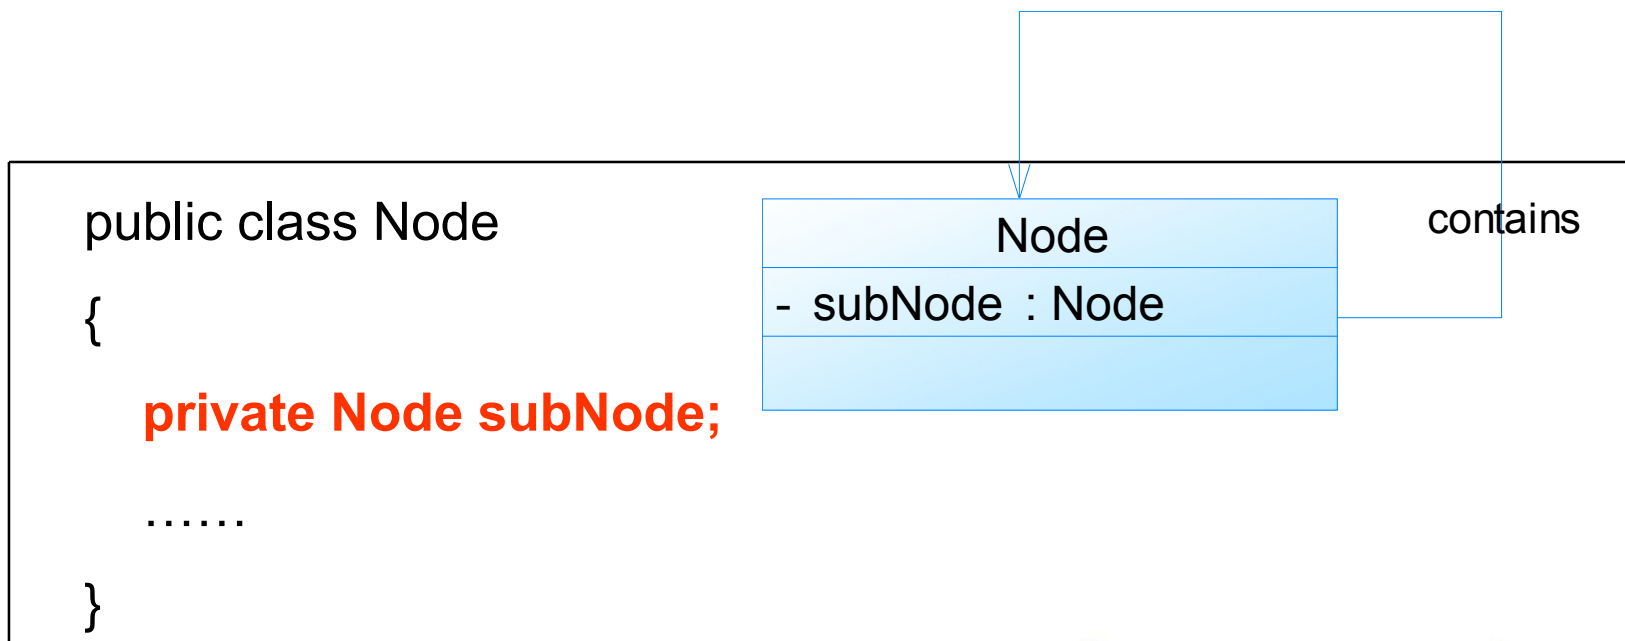 public class Node
{
private Node subNode;
……
}
Node
- subNode : Node
contains